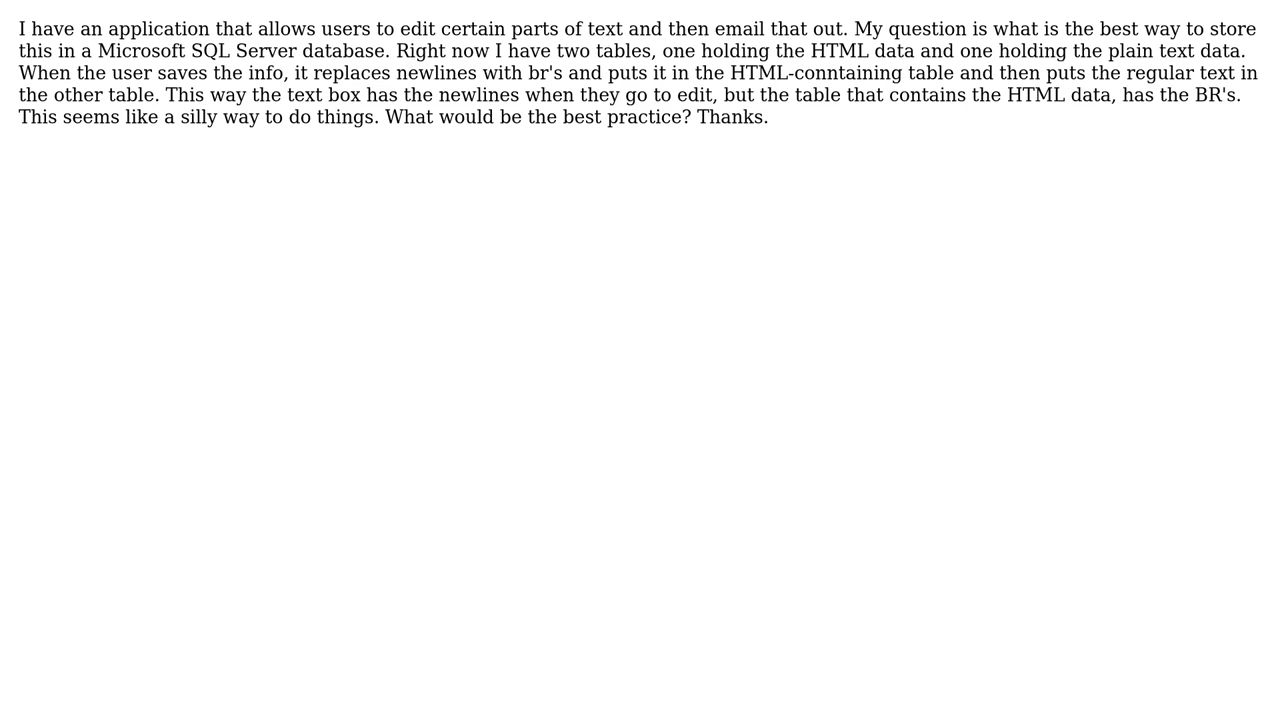 I have an application that allows users to edit certain parts of text and then email that out. My question is what is the best way to store
this in a Microsoft SQL Server database. Right now I have two tables, one holding the HTML data and one holding the plain text data.
When the user saves the info, it replaces newlines with br's and puts it in the HTML-conntaining table and then puts the regular text in
the other table. This way the text box has the newlines when they go to edit, but the table that contains the HTML data, has the BR's.
This seems like a silly way to do things. What would be the best practice? Thanks.